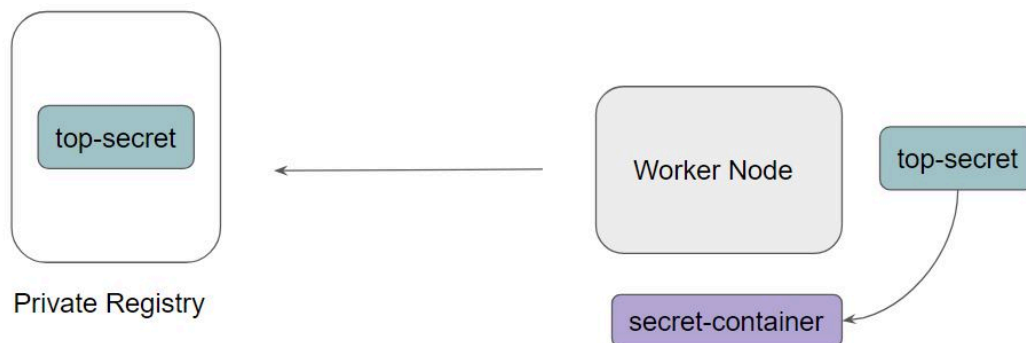 top-secret
Private Registry
Worker Node
top-secret
secret-container